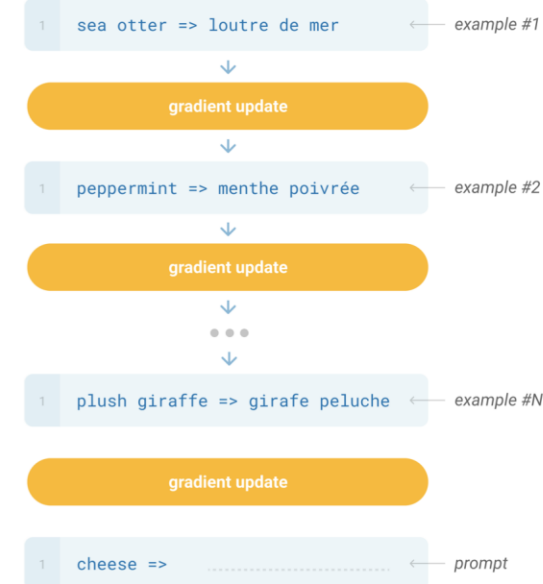 1 sea otter => loutre de mer example #1
gradient update
1 peppermint => menthe poivrée example #2
gradient update
1 plush giraffe => girafe peluche example #N
gradient update
1 cheese => prompt